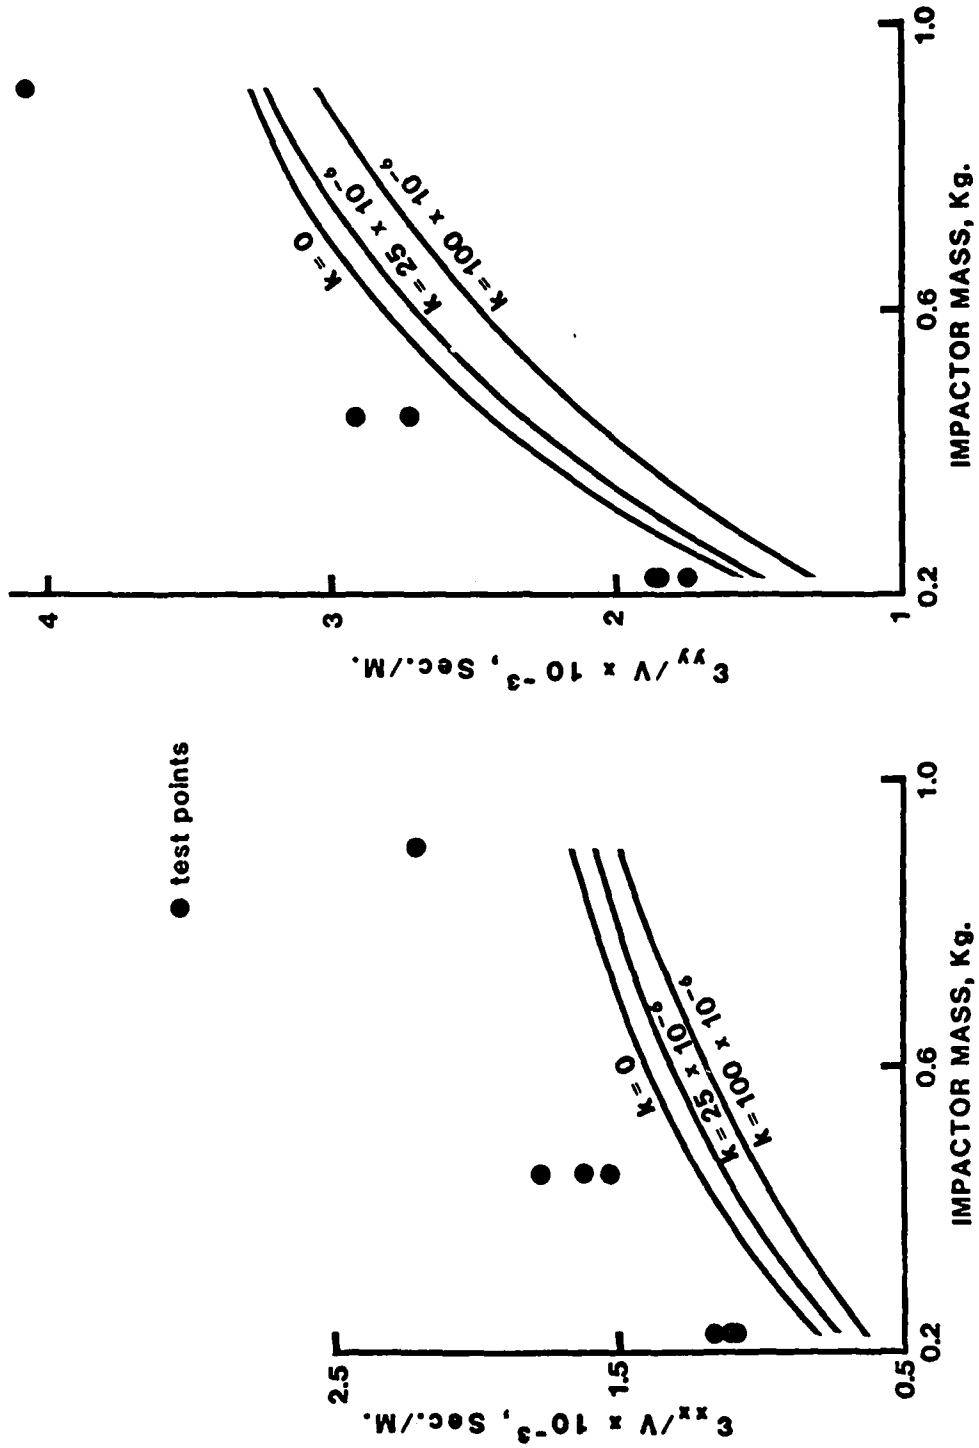 ● test points
2.5
1.5
0.5
ε_xx/V x 10⁻³, Sec./M.
k=0
k=25 x 10⁻⁶
k=100 x 10⁻⁶
0.2
0.6
1.0
IMPACTOR MASS, Kg.
4
3
2
1
ε_yy/V x 10⁻³, Sec./M.
k=0
k=25 x 10⁻⁶
k=100 x 10⁻⁶
0.2
0.6
1.0
IMPACTOR MASS, Kg.